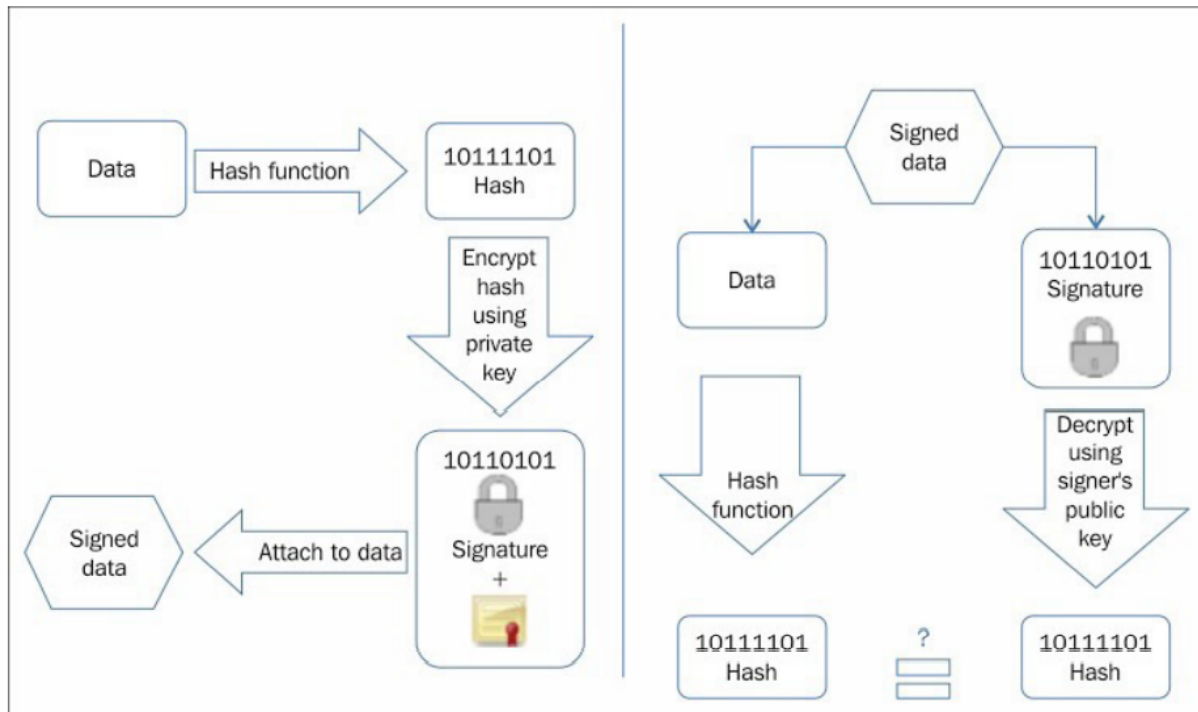 Data
Hash function
10111101
Hash
Encrypt
hash
using
private
key
10110101
Signature
+
Attach to data
Signed
data
Signed
data
Data
10110101
Signature
Hash
function
Decrypt
using
signer's
public
key
10111101
Hash
?
10111101
Hash